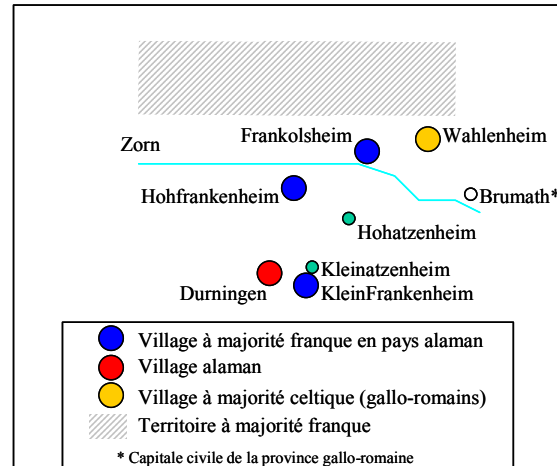 Frankolsheim
Wahlenheim
Zorn
Hohfrankenheim
Brumath*
Hohatzenheim
Kleinatzenheim
Durningen
KleinFrankenheim
Village à majorité franque en pays alaman
Village alaman
Village à majorité celtique (gallo-romains)
Territoire à majorité franque
* Capitale civile de la province gallo-romaine